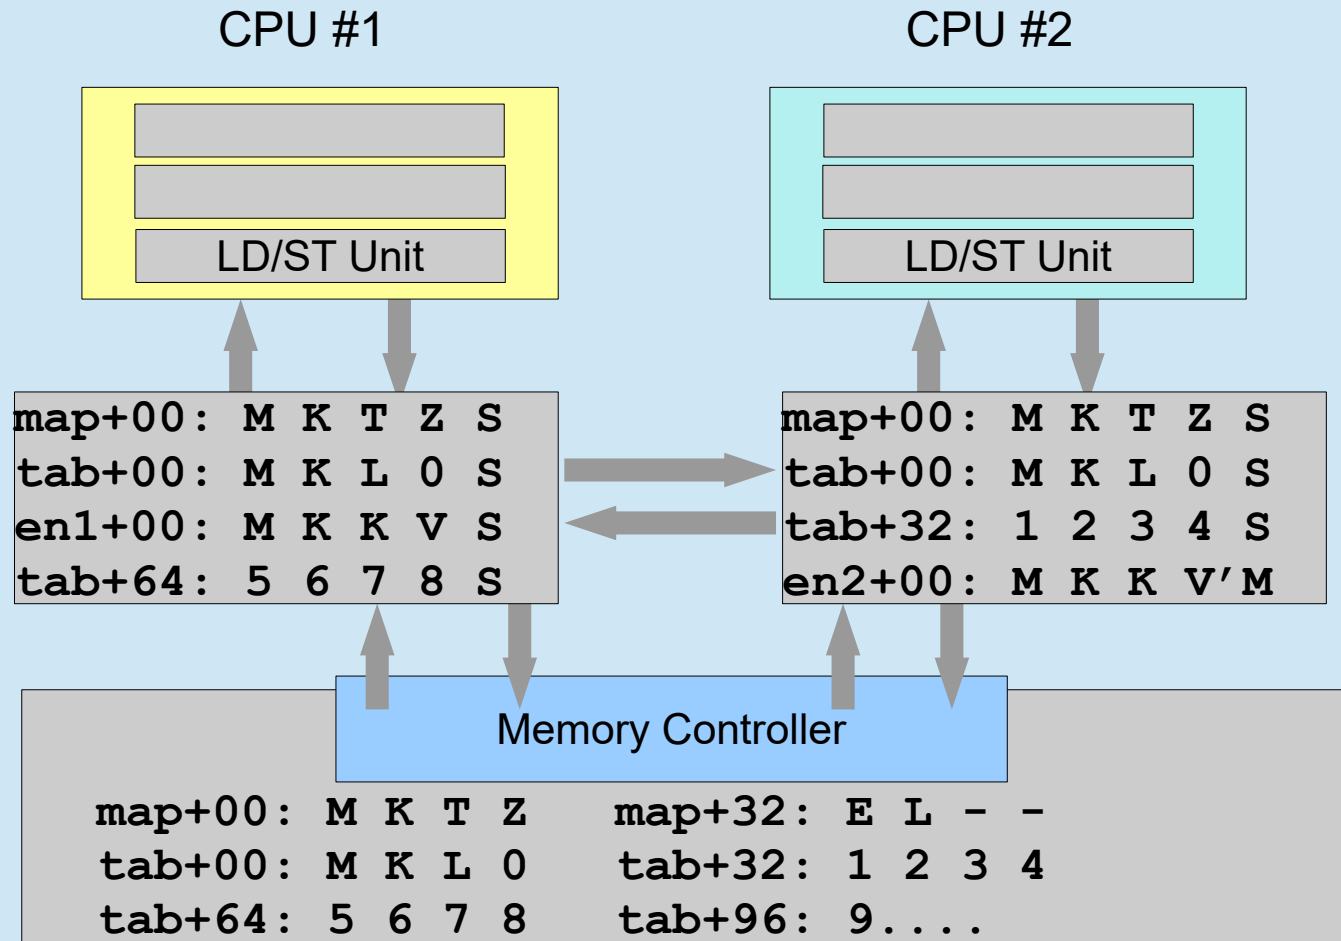 CPU #1
CPU #2
LD/ST Unit
LD/ST Unit
map+00: M K T Z S
tab+00: M K L 0 S
en1+00: M K K V S
tab+64: 5 6 7 8 S
map+00: M K T Z S
tab+00: M K L 0 S
tab+32: 1 2 3 4 S
en2+00: M K K V’M
Memory Controller
map+00: M K T Z
map+32: E L – –
tab+00: M K L 0
tab+32: 1 2 3 4
tab+64: 5 6 7 8
tab+96: 9....